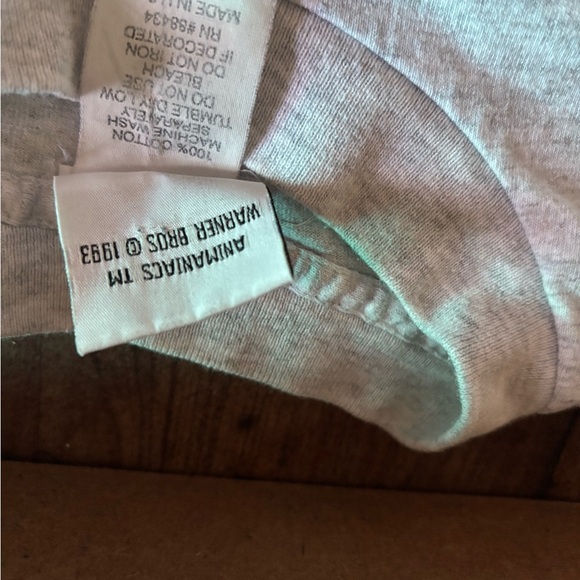 100% COTTON
MACHINE WASH
SEPARATELY
TUMBLE DRY LOW
DO NOT USE
BLEACH
DO NOT IRON
IF DECORATED
RN #88434
MADE IN
ANIMANIACS TM
WARNER BROS © 1993